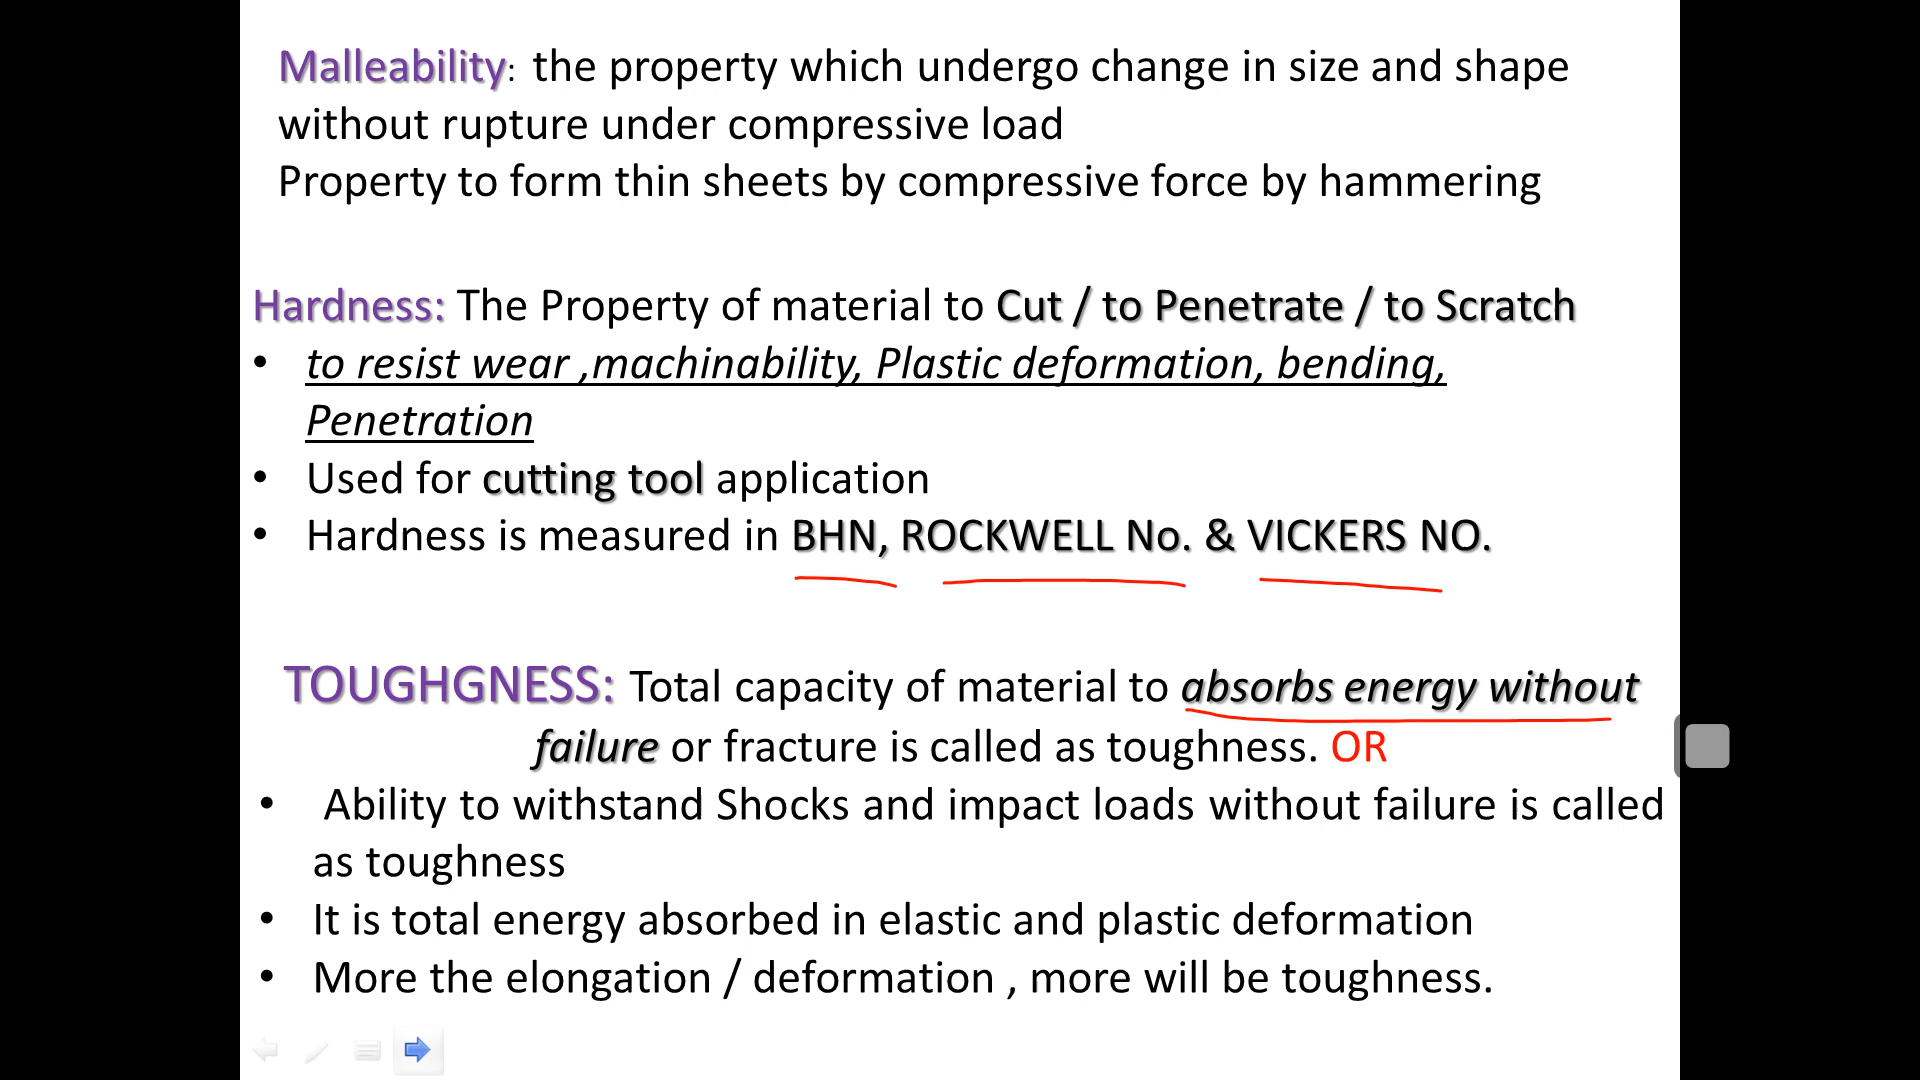 Malleability: the property which undergo change in size and shape
without rupture under compressive load
Property to form thin sheets by compressive force by hammering
Hardness: The Property of material to Cut / to Penetrate / to Scratch
• to resist wear ,machinability, Plastic deformation, bending,
Penetration
• Used for cutting tool application
• Hardness is measured in BHN, ROCKWELL No. & VICKERS NO.
TOUGHGNESS: Total capacity of material to absorbs energy without
failure or fracture is called as toughness. OR
• Ability to withstand Shocks and impact loads without failure is called
as toughness
• It is total energy absorbed in elastic and plastic deformation
• More the elongation / deformation , more will be toughness.